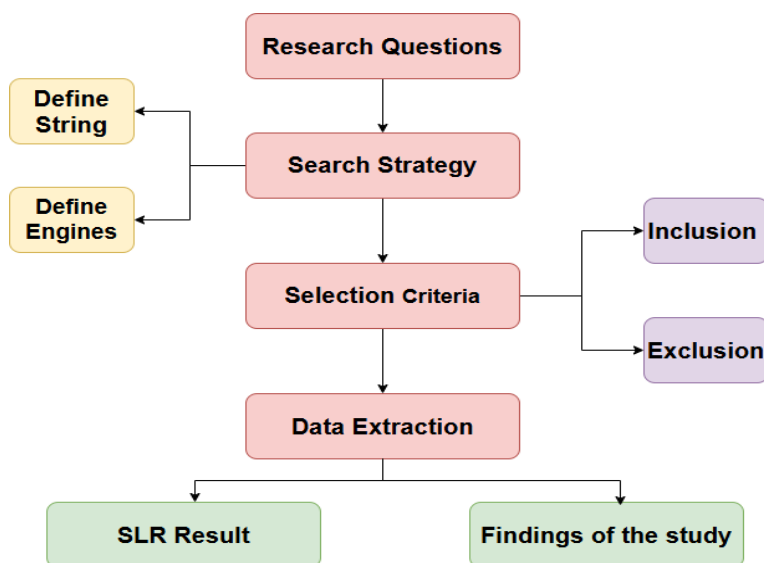 Research Questions
Define
String
Search Strategy
Define
Engines
Inclusion
Selection Criteria
Exclusion
Data Extraction
SLR Result
Findings of the study